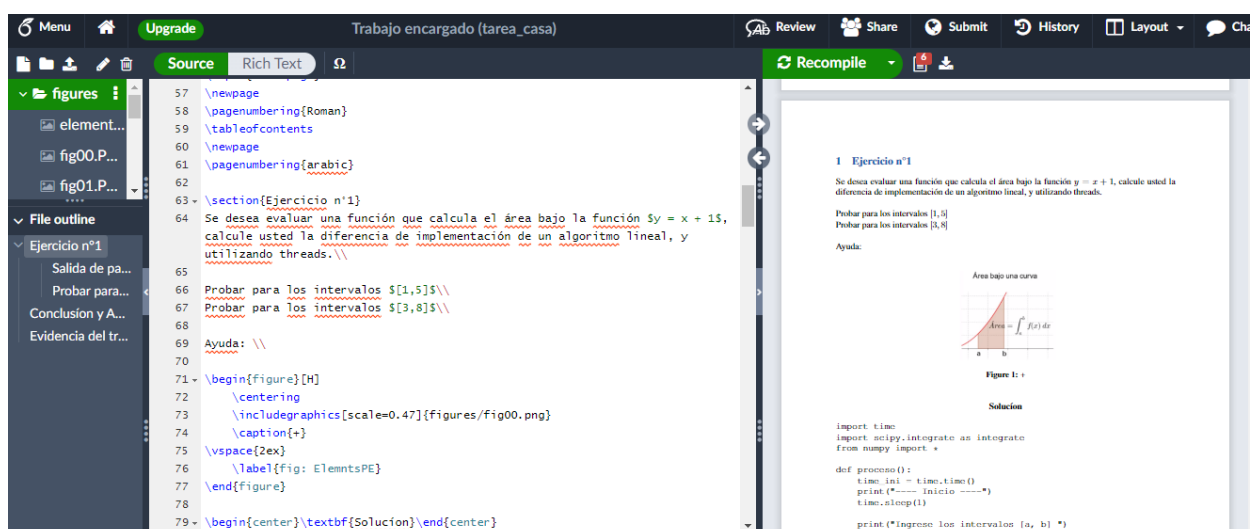 Menu
Upgrade
Trabajo encargado (tarea_casa)
Review
Share
Submit
History
Layout
Cha
Source
Rich Text
Ω
Recompile
6
figures
element...
fig00.P...
fig01.P...
File outline
Ejercicio n°1
Salida de pa...
Probar para...
Conclusíon y A...
Evidencia del tr...
57 \newpage
58 \pagenumbering{Roman}
59 \tableofcontents
60 \newpage
61 \pagenumbering{arabic}
62
63 \section{Ejercicio n'1}
64 Se desea evaluar una función que calcula el área bajo la función $y = x + 1$,
calcule usted la diferencia de implementación de un algoritmo lineal, y
utilizando threads.\\
65
66 Probar para los intervalos $[1,5]$\\
67 Probar para los intervalos $[3,8]$\\
68
69 Ayuda: \\
70
71 \begin{figure}[H]
72 \centering
73 \includegraphics[scale=0.47]{figures/fig00.png}
74 \caption{+}
75 \vspace{2ex}
76 \label{fig: ElemntsPE}
77 \end{figure}
78
79 \begin{center}\textbf{Solucion}\end{center}
1 Ejercicio n°1
Se desea evaluar una función que calcula el área bajo la función y = x + 1, calcule usted la
diferencia de implementación de un algoritmo lineal, y utilizando threads.
Probar para los intervalos [1, 5]
Probar para los intervalos [3, 8]
Ayuda:
Área bajo una curva
Área = ∫ₐᵇ f(x) dx
a b
Figure 1: +
Solucion
import time
import scipy.integrate as integrate
from numpy import *
def proceso():
time_ini = time.time()
print("---- Inicio ----")
time.sleep(1)
print("Ingrese los intervalos [a, b] ")